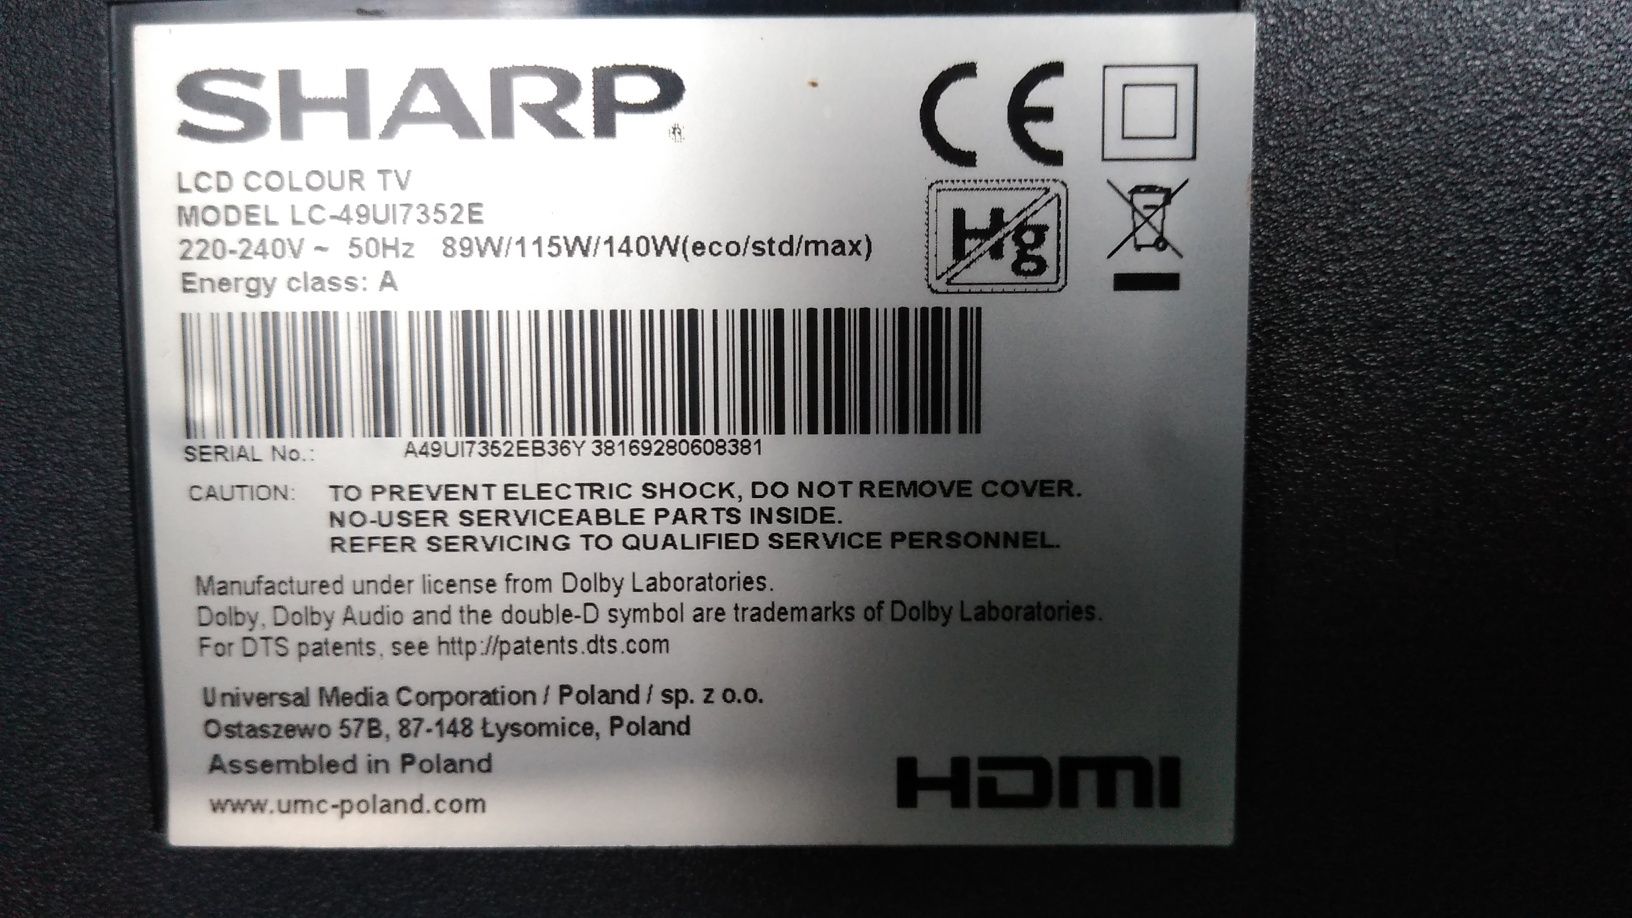 SHARP®
CE
LCD COLOUR TV
MODEL LC-49UI7352E
220-240V ~ 50Hz 89W/115W/140W(eco/std/max)
Energy class: A
Hg
SERIAL No.: A49UI7352EB36Y 38169280608381
CAUTION: TO PREVENT ELECTRIC SHOCK, DO NOT REMOVE COVER.
NO-USER SERVICEABLE PARTS INSIDE.
REFER SERVICING TO QUALIFIED SERVICE PERSONNEL.
Manufactured under license from Dolby Laboratories.
Dolby, Dolby Audio and the double-D symbol are trademarks of Dolby Laboratories.
For DTS patents, see http://patents.dts.com
Universal Media Corporation / Poland / sp. z o.o.
Ostaszewo 57B, 87-148 Łysomice, Poland
Assembled in Poland
www.umc-poland.com
HDMI